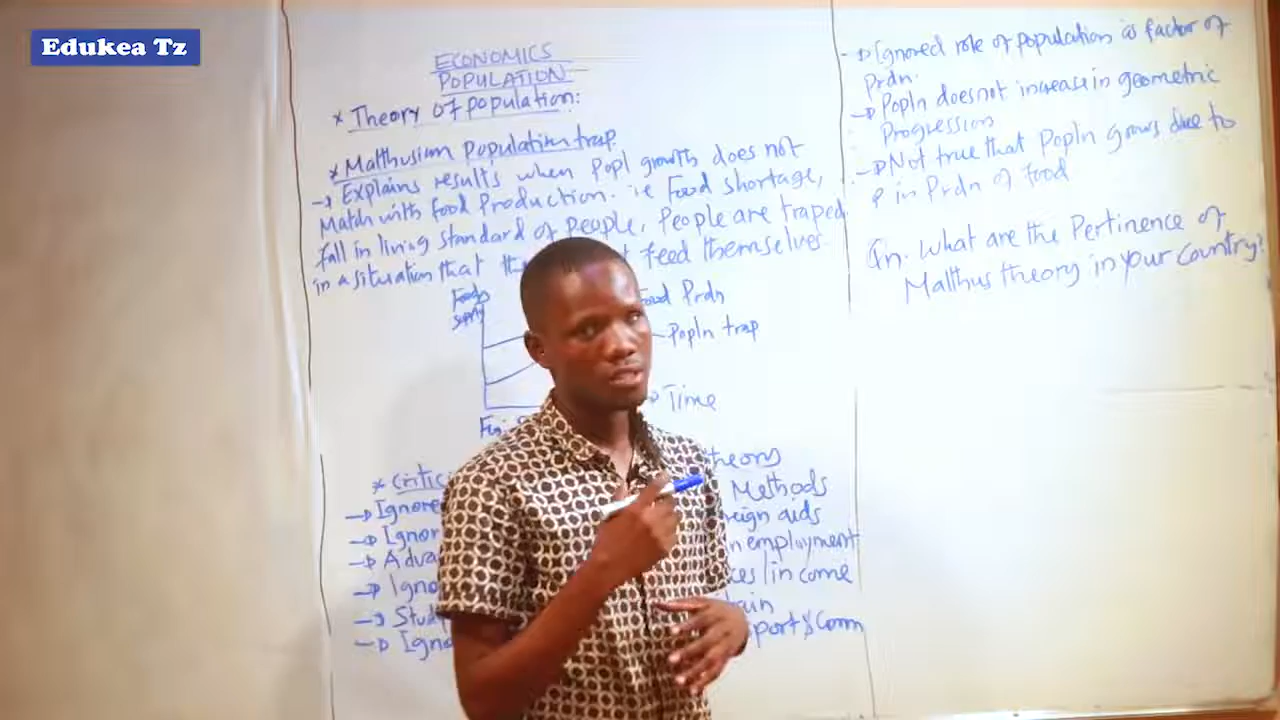 Edukea Tz
ECONOMICS
POPULATION
* Theory of population:
* Malthusian Population trap
→ Explains results when Popl growth does not
Match with food Production. ie Food shortage,
fall in living standard of People, People are traped
in a situation that feed themselves.
Food
supply
Food Prdn
Popln trap
Time
theory
→ Ignore Methods
→ Ignor eign aids
→ Adva n employment
→ Igno ces/income
→ Stud
→ Igno sport & Comm
→ Ignored role of population as factor of
Prdn.
→ Popln does not increase in geometric
Progression
→ Not true that Popln grows due to
in Prdn of food
Qn. What are the Pertinence of
Malthus theory in your Country?